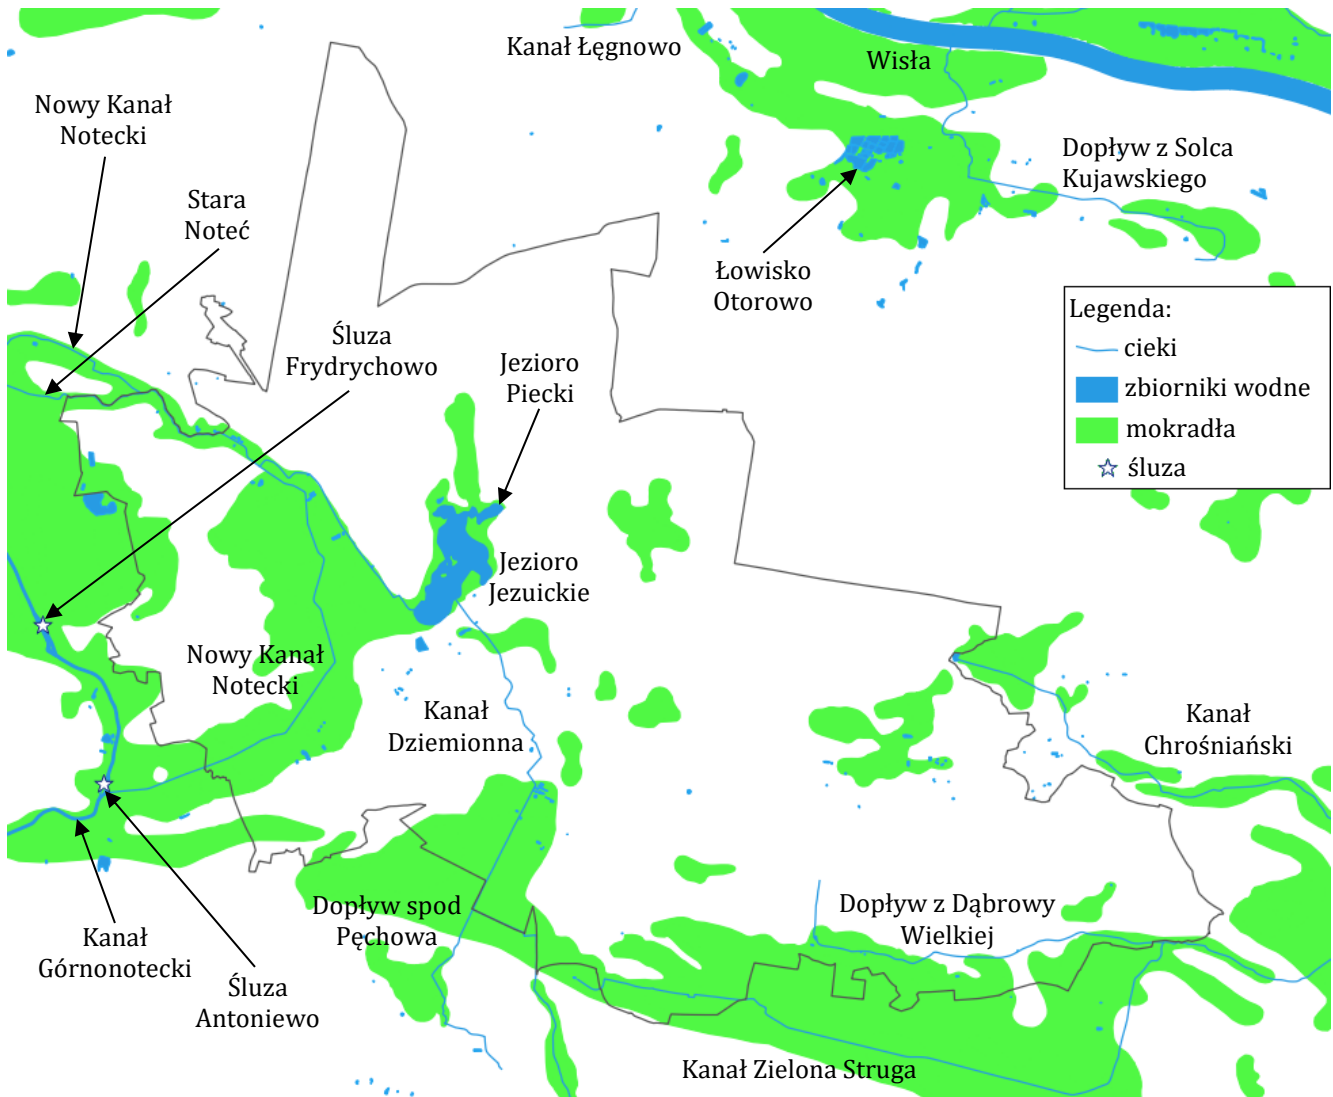 Kanał Łęgnowo
Wisła
Nowy Kanał
Notecki
Dopływ z Solca
Kujawskiego
Stara
Noteć
Łowisko
Otorowo
Legenda:
cieki
zbiorniki wodne
mokradła
śluza
Śluza
Frydrychowo
Jezioro
Piecki
Jezioro
Jezuickie
Nowy Kanał
Notecki
Kanał
Dziemionna
Kanał
Chrośniański
Dopływ spod
Pęchowa
Dopływ z Dąbrowy
Wielkiej
Kanał
Górnonotecki
Śluza
Antoniewo
Kanał Zielona Struga